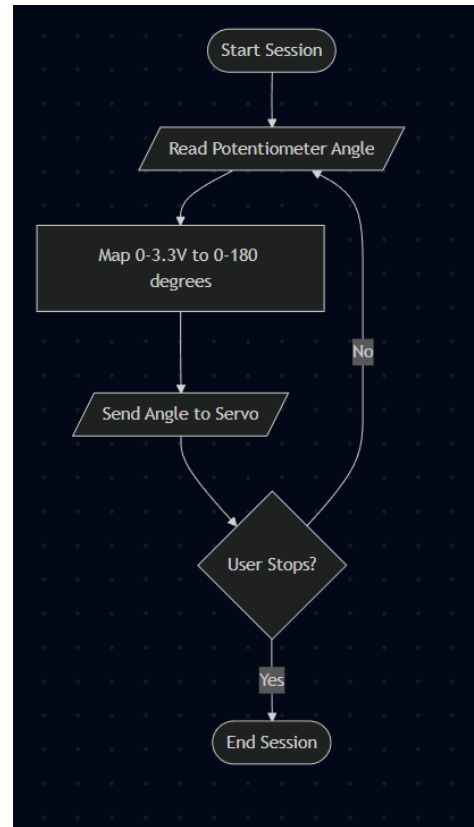 Start Session
Read Potentiometer Angle
Map 0-3.3V to 0-180
degrees
No
Send Angle to Servo
User Stops?
Yes
End Session